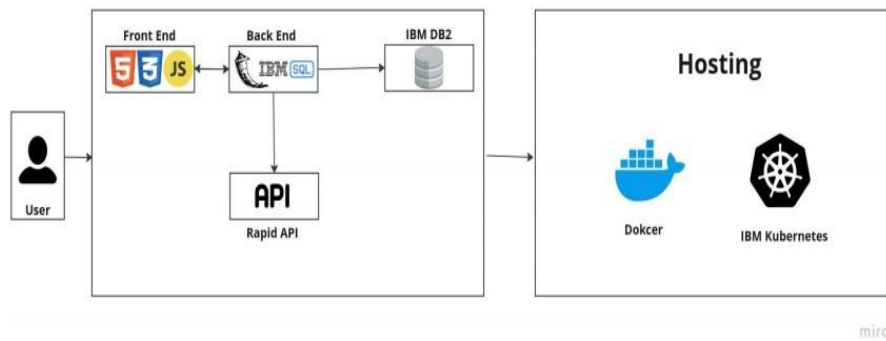 Front End
Back End
IBM DB2
5
3
JS
IBM
SQL
Hosting
API
User
Rapid API
Dokcer
IBM Kubernetes